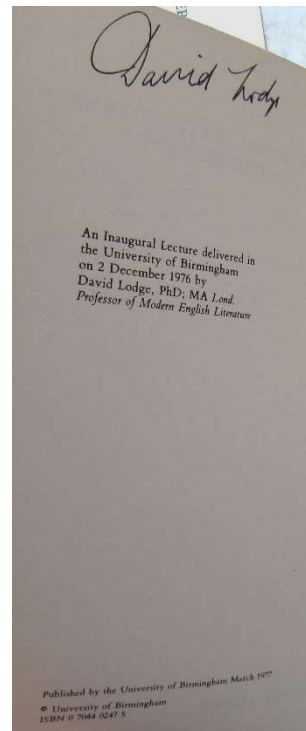 ER
David Lodge
An Inaugural Lecture delivered in
the University of Birmingham
on 2 December 1976 by
David Lodge, PhD; MA Lond.
Professor of Modern English Literature
Published by the University of Birmingham March 1977
© University of Birmingham
ISBN 0 7044 0247 5